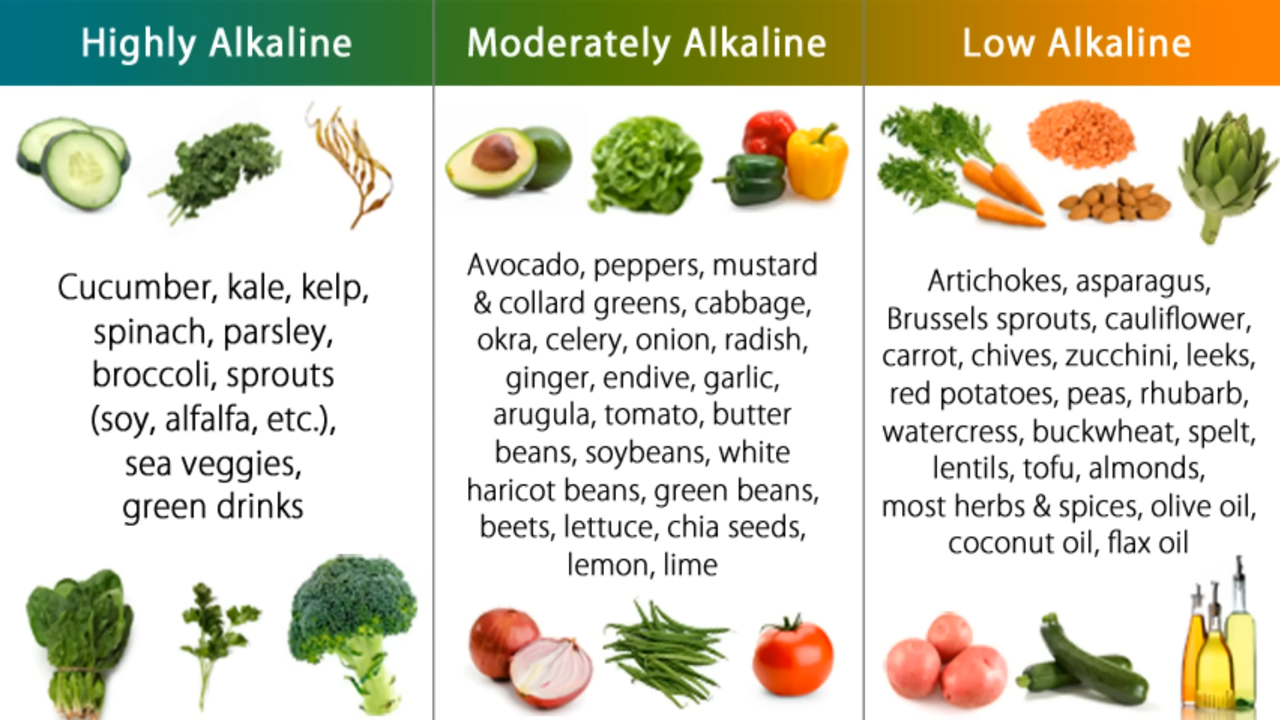 Highly Alkaline
Cucumber, kale, kelp,
spinach, parsley,
broccoli, sprouts
(soy, alfalfa, etc.),
sea veggies,
green drinks
Moderately Alkaline
Avocado, peppers, mustard
& collard greens, cabbage,
okra, celery, onion, radish,
ginger, endive, garlic,
arugula, tomato, butter
beans, soybeans, white
haricot beans, green beans,
beets, lettuce, chia seeds,
lemon, lime
Low Alkaline
Artichokes, asparagus,
Brussels sprouts, cauliflower,
carrot, chives, zucchini, leeks,
red potatoes, peas, rhubarb,
watercress, buckwheat, spelt,
lentils, tofu, almonds,
most herbs & spices, olive oil,
coconut oil, flax oil